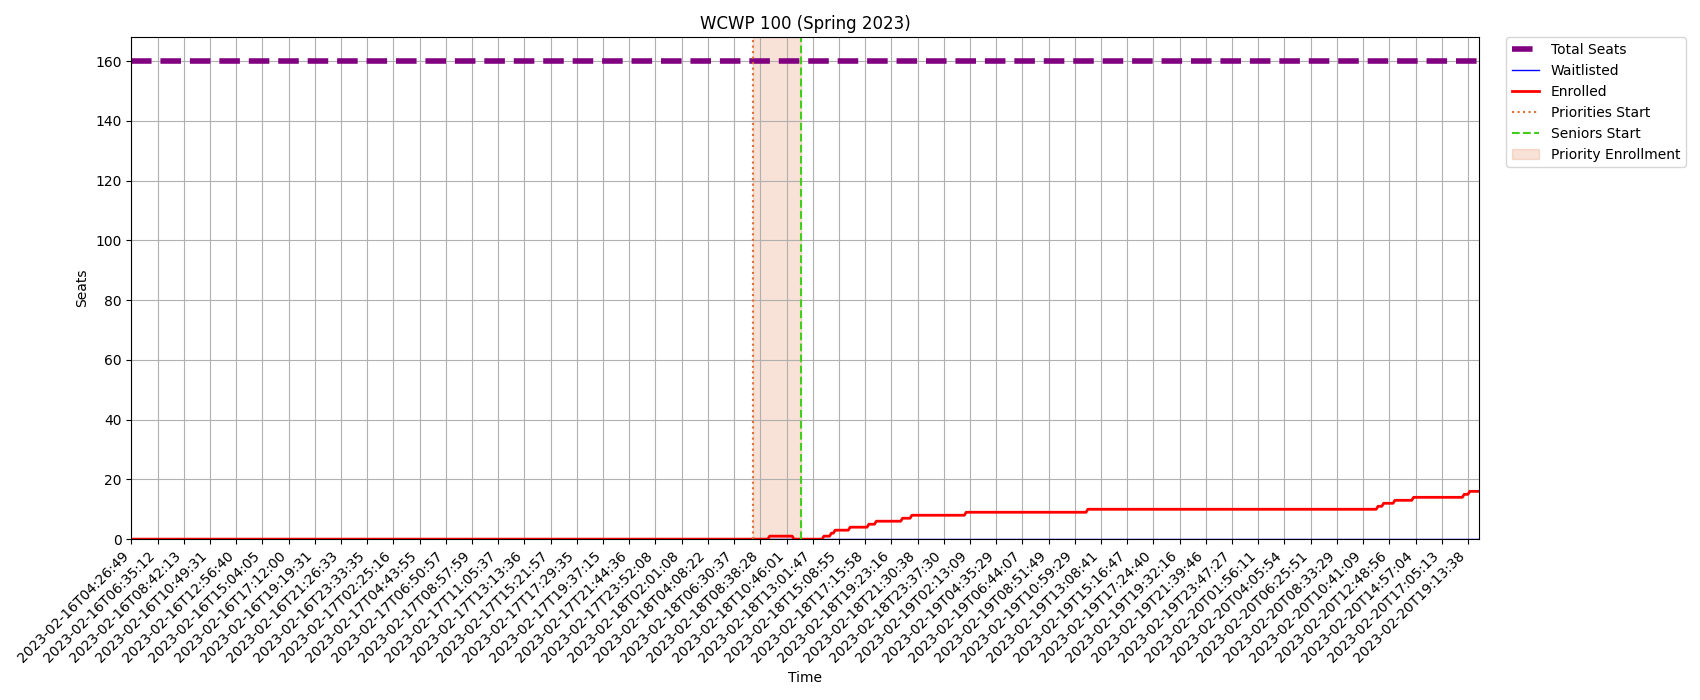 WCWP 100 (Spring 2023)
Total Seats
Waitlisted
Enrolled
Priorities Start
Seniors Start
Priority Enrollment
Seats
160
140
120
100
80
60
40
20
0
2023-02-16T04:26:49
2023-02-16T06:35:12
2023-02-16T08:42:13
2023-02-16T10:49:31
2023-02-16T12:56:40
2023-02-16T15:04:05
2023-02-16T17:12:00
2023-02-16T19:19:31
2023-02-16T21:26:33
2023-02-16T23:33:35
2023-02-17T02:25:16
2023-02-17T04:43:55
2023-02-17T06:50:57
2023-02-17T08:57:59
2023-02-17T11:05:37
2023-02-17T13:13:36
2023-02-17T15:21:57
2023-02-17T17:29:35
2023-02-17T19:37:15
2023-02-17T21:44:36
2023-02-17T23:52:08
2023-02-18T02:01:08
2023-02-18T04:08:22
2023-02-18T06:30:37
2023-02-18T08:38:28
2023-02-18T10:46:01
2023-02-18T13:01:47
2023-02-18T15:08:55
2023-02-18T17:15:58
2023-02-18T19:23:16
2023-02-18T21:30:38
2023-02-18T23:37:30
2023-02-19T02:13:09
2023-02-19T04:35:29
2023-02-19T06:44:07
2023-02-19T08:51:49
2023-02-19T10:59:29
2023-02-19T13:08:41
2023-02-19T15:16:47
2023-02-19T17:24:40
2023-02-19T19:32:16
2023-02-19T21:39:46
2023-02-19T23:47:27
2023-02-20T01:56:11
2023-02-20T04:05:54
2023-02-20T06:25:51
2023-02-20T08:33:29
2023-02-20T10:41:09
2023-02-20T12:48:56
2023-02-20T14:57:04
2023-02-20T17:05:13
2023-02-20T19:13:38
Time